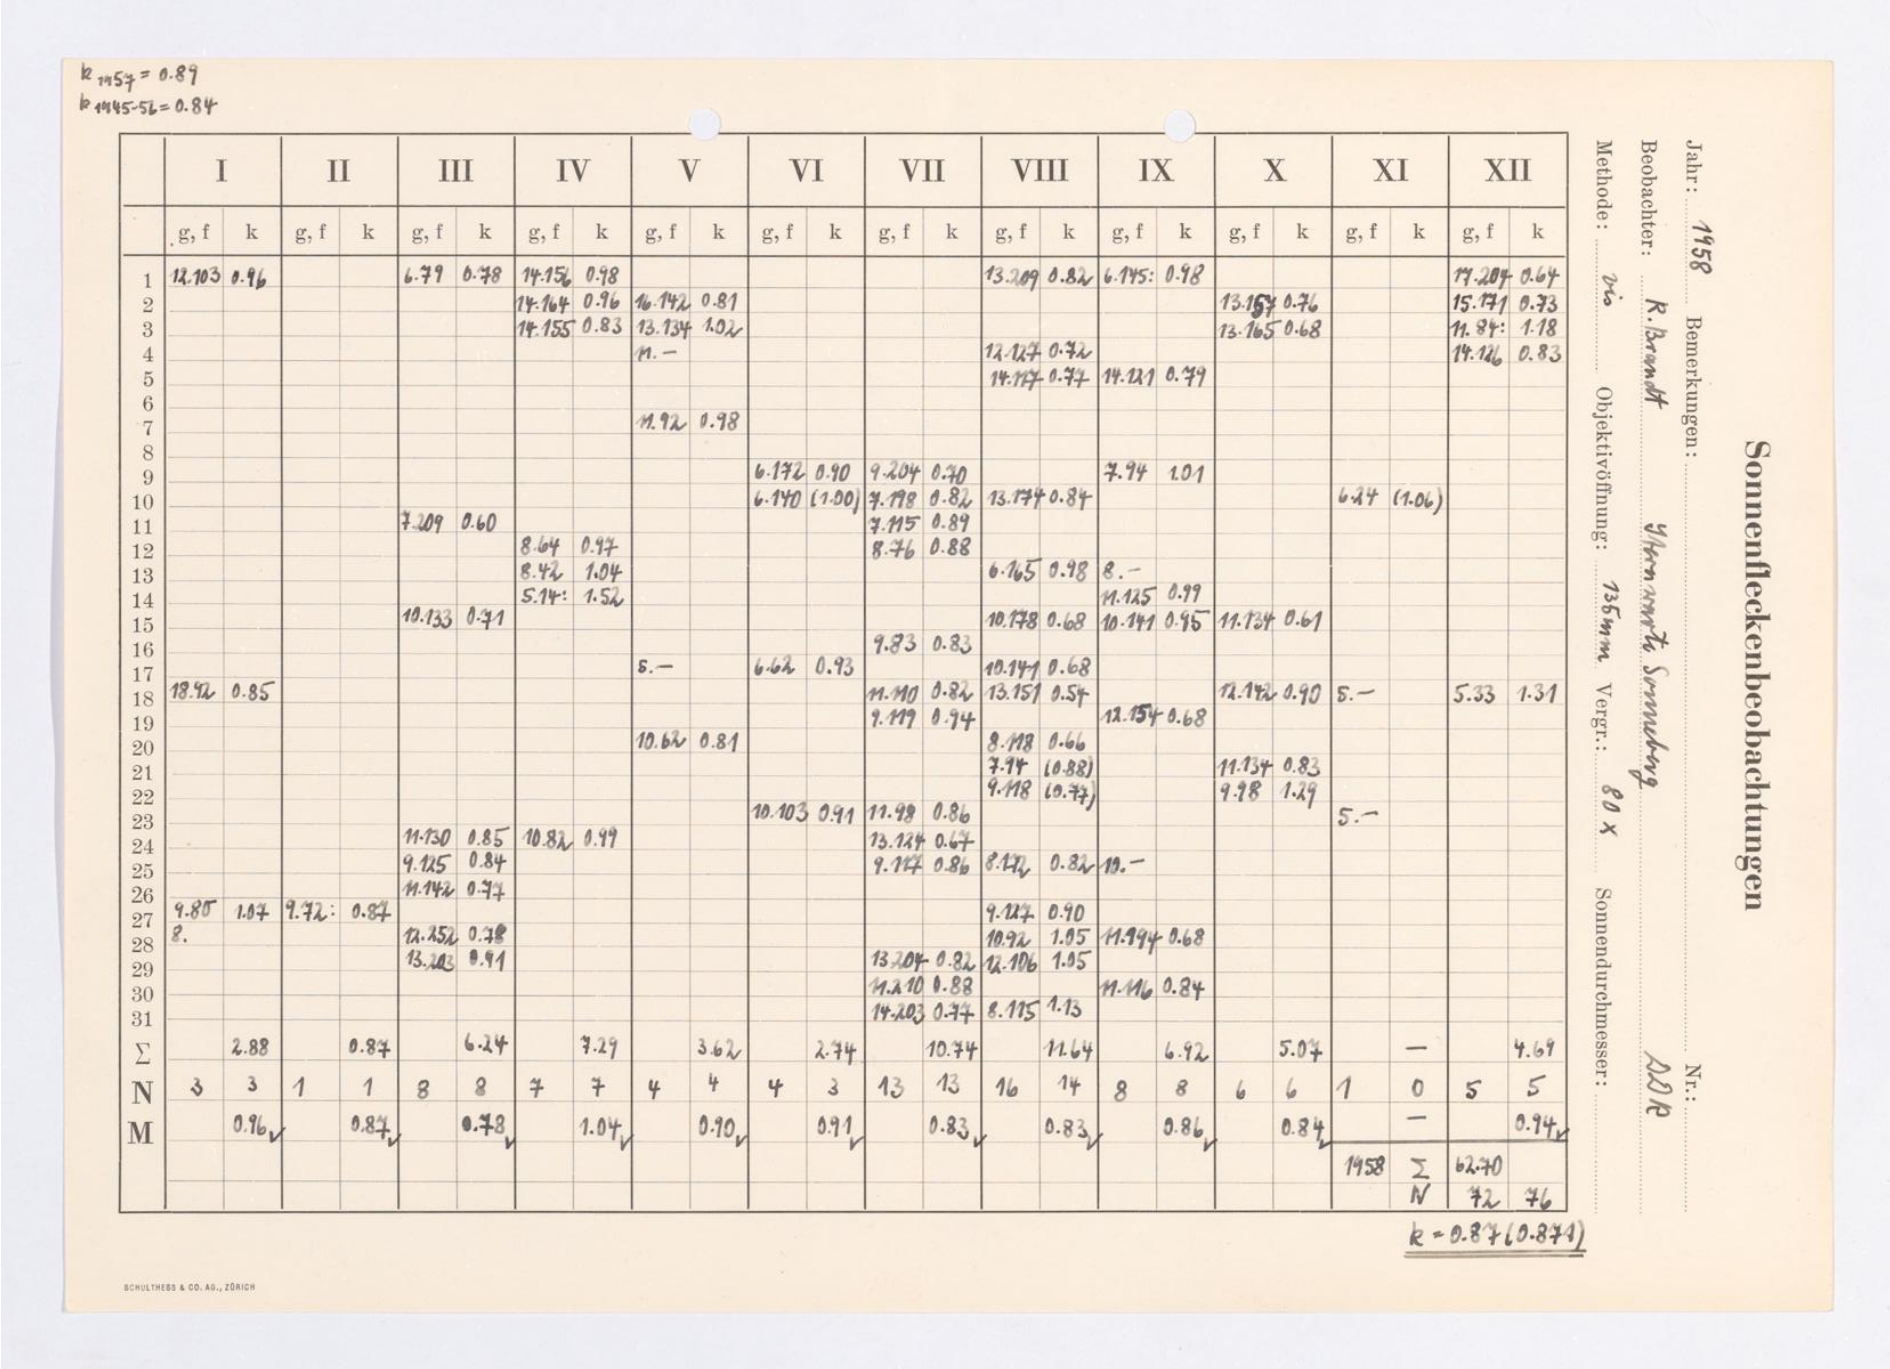 k 1957 = 0.89
k 1945-56 = 0.84
Sonnenfleckenbeobachtungen
Jahr: 1958 Bemerkungen: Nr.:
Beobachter: R. Brandt Sternwarte Sonneberg DDR
Methode: vis Objektivöffnung: 135mm Vergr.: 80 x Sonnendurchmesser:
I II III IV V VI VII VIII IX X XI XII
g, f k g, f k g, f k g, f k g, f k g, f k g, f k g, f k g, f k g, f k g, f k g, f k
1 12.103 0.96 6.79 0.78 14.156 0.98 13.209 0.82 6.145: 0.98 17.204 0.64
2 14.164 0.96 16.142 0.81 13.157 0.76 15.171 0.73
3 14.155 0.83 13.134 1.02 13.165 0.68 11.84: 1.18
4 11.– 12.127 0.72 14.126 0.83
5 14.117 0.77 14.121 0.79
6
7 11.92 0.98
8
9 6.172 0.90 9.204 0.70 7.94 1.01
10 6.140 (1.00) 7.198 0.82 13.174 0.84 6.24 (1.06)
11 7.209 0.60 7.115 0.89
12 8.64 0.97 8.76 0.88
13 8.42 1.04 6.165 0.98 8.–
14 5.14: 1.52 11.125 0.99
15 10.133 0.71 10.178 0.68 10.141 0.95 11.134 0.61
16 9.83 0.83
17 5.– 6.62 0.93 10.141 0.68
18 18.92 0.85 11.110 0.82 13.151 0.54 12.142 0.90 5.– 5.33 1.31
19 9.119 0.94 12.154 0.68
20 10.62 0.81 8.118 0.66
21 7.94 (0.88) 11.134 0.83
22 9.118 (0.77) 9.98 1.29
23 10.103 0.91 11.98 0.86 5.–
24 11.130 0.85 10.82 0.99 13.124 0.67
25 9.125 0.84 9.117 0.86 8.172 0.82 10.–
26 11.142 0.77
27 9.80 1.07 9.72: 0.87 9.127 0.90
28 8. 12.252 0.78 10.92 1.05 11.194 0.68
29 13.203 0.91 13.204 0.82 12.106 1.05
30 11.210 0.88 11.116 0.84
31 14.203 0.77 8.115 1.13
Σ 2.88 0.87 6.24 7.29 3.62 2.74 10.74 11.64 6.92 5.07 – 4.69
N 3 3 1 1 8 8 7 7 4 4 4 3 13 13 16 14 8 8 6 6 1 0 5 5
M 0.96 0.87 0.78 1.04 0.90 0.91 0.83 0.83 0.86 0.84 – 0.94
1958 Σ 62.70
N 72 76
k = 0.87 (0.871)
SCHULTHESS & CO. AG., ZÜRICH